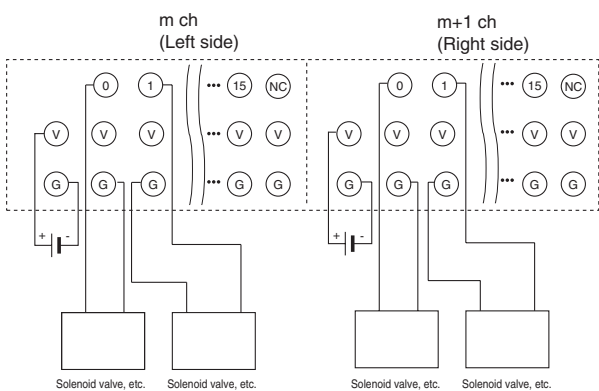 m ch
(Left side)
m+1 ch
(Right side)
0 1 ••• 15 NC
V V V ••• V V
G G G ••• G G
+ -
0 1 ••• 15 NC
V V V ••• V V
G G G ••• G G
+ -
Solenoid valve, etc. Solenoid valve, etc. Solenoid valve, etc. Solenoid valve, etc.